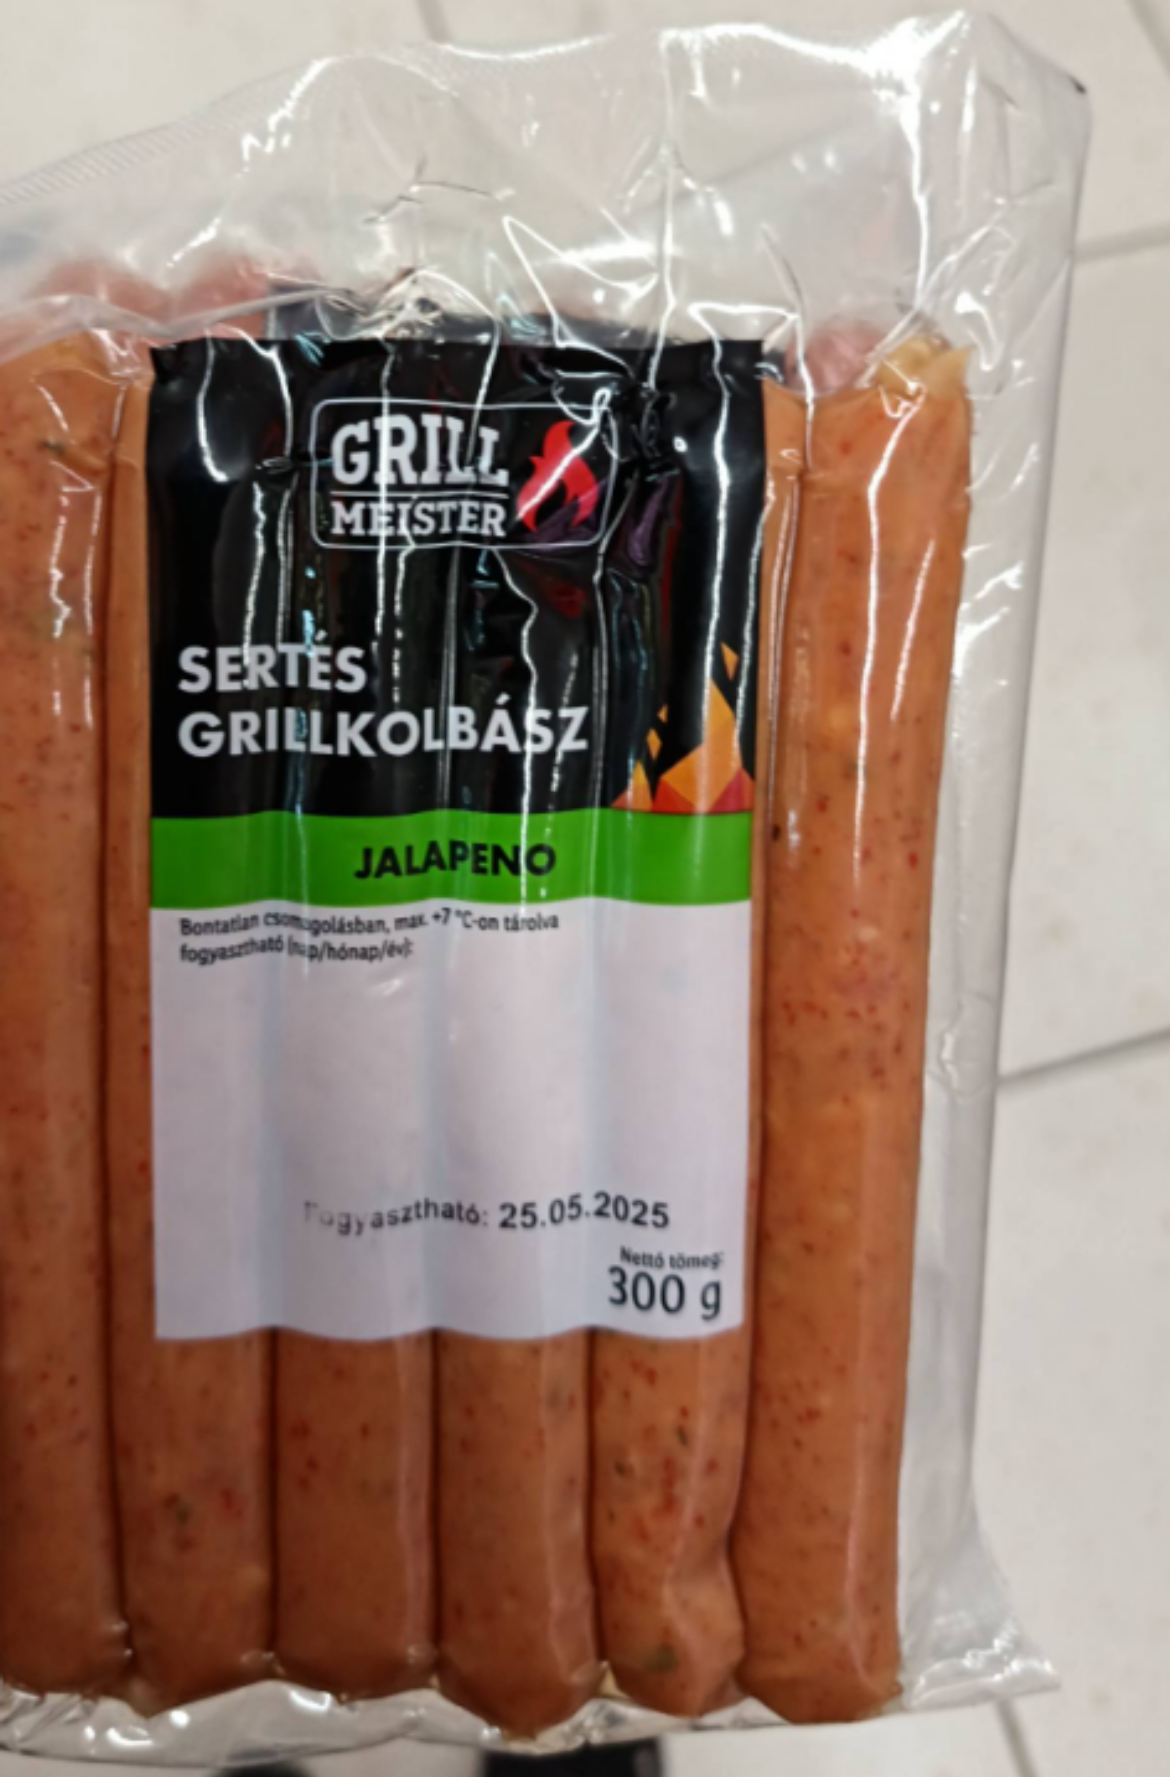 GRILL
MEISTER
SERTÉS
GRILLKOLBÁSZ
JALAPENO
Bontatlan csomagolásban, max. +7 °C-on tárolva
fogyasztható (nap/hónap/év):
Fogyasztható: 25.05.2025
Nettó tömeg:
300 g